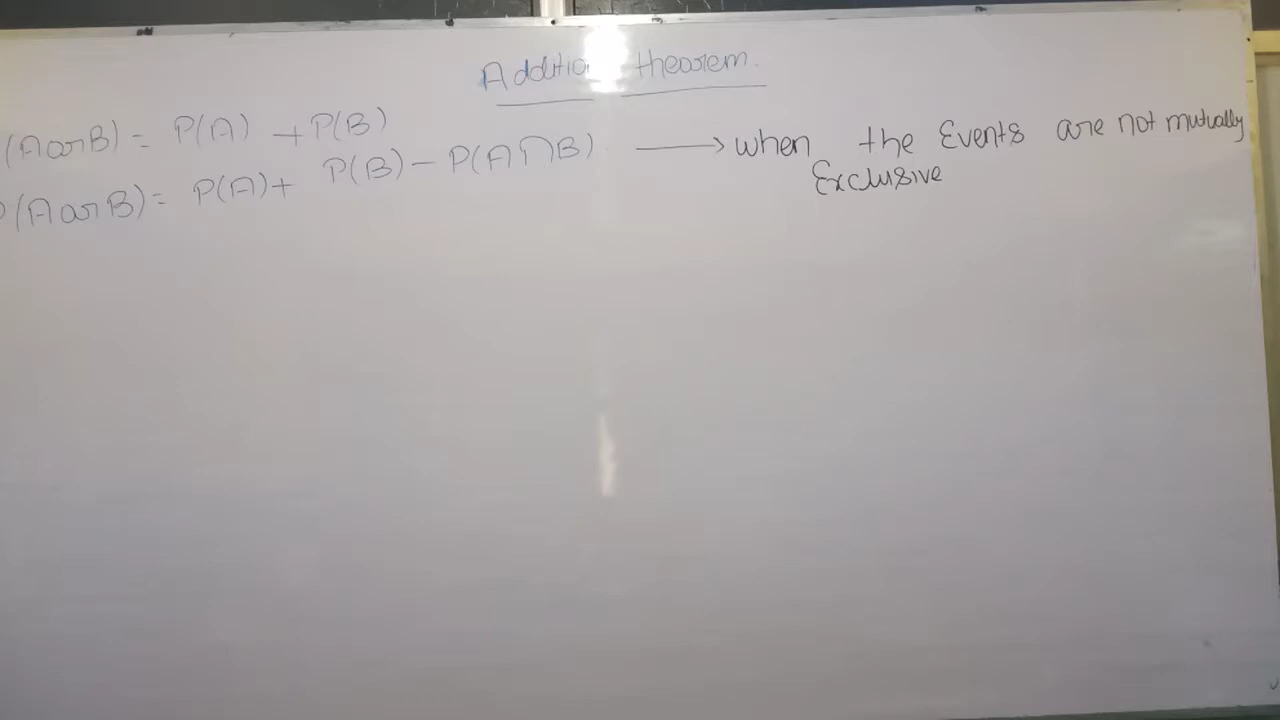 Addition theorem.
(A or B) = P(A) + P(B)
P(A or B) = P(A) + P(B) - P(A∩B) → when the Events are not mutually
Exclusive